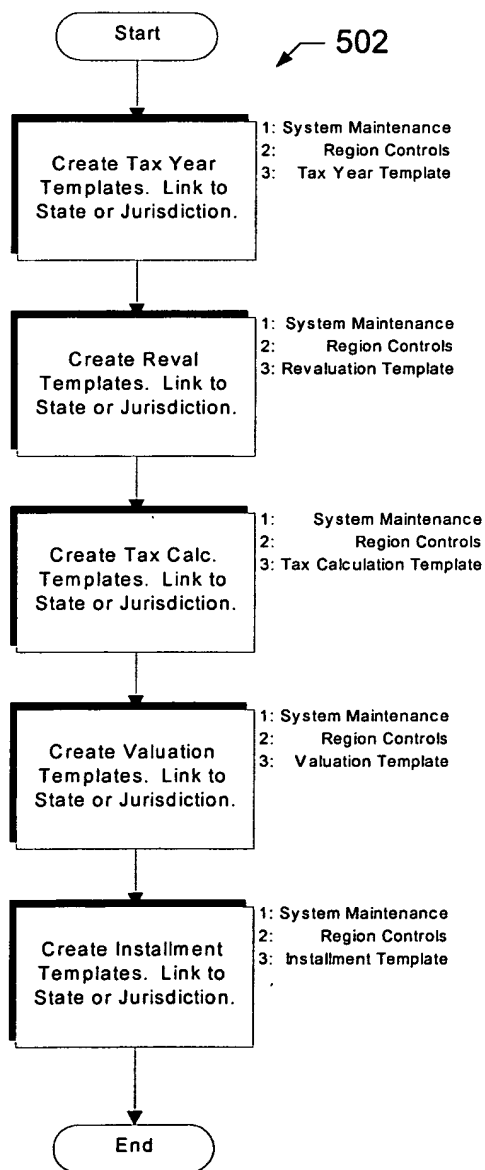 Start
502
Create Tax Year
Templates. Link to
State or Jurisdiction.
1: System Maintenance
2: Region Controls
3: Tax Year Template
Create Reval
Templates. Link to
State or Jurisdiction.
1: System Maintenance
2: Region Controls
3: Revaluation Template
Create Tax Calc.
Templates. Link to
State or Jurisdiction.
1: System Maintenance
2: Region Controls
3: Tax Calculation Template
Create Valuation
Templates. Link to
State or Jurisdiction.
1: System Maintenance
2: Region Controls
3: Valuation Template
Create Installment
Templates. Link to
State or Jurisdiction.
1: System Maintenance
2: Region Controls
3: Installment Template
End